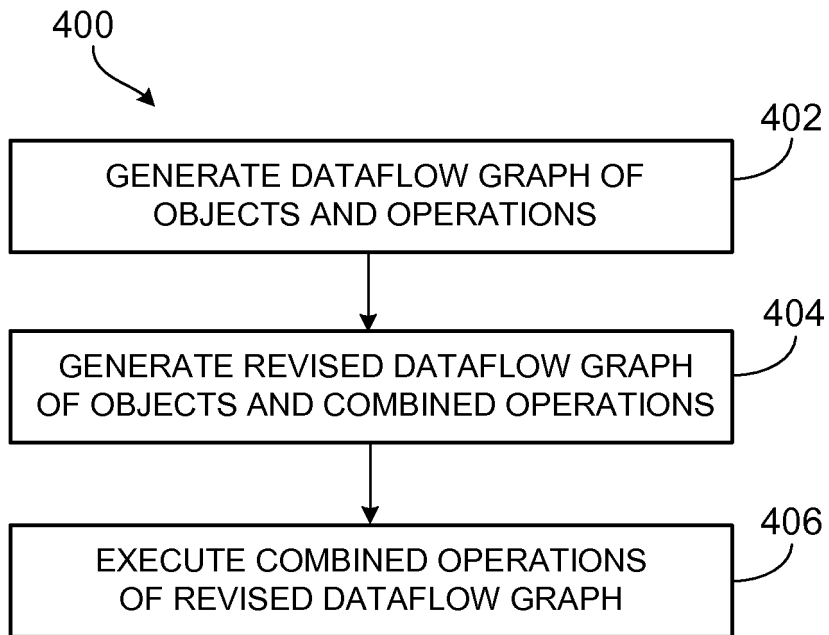 400
402
GENERATE DATAFLOW GRAPH OF
OBJECTS AND OPERATIONS
404
GENERATE REVISED DATAFLOW GRAPH
OF OBJECTS AND COMBINED OPERATIONS
406
EXECUTE COMBINED OPERATIONS
OF REVISED DATAFLOW GRAPH